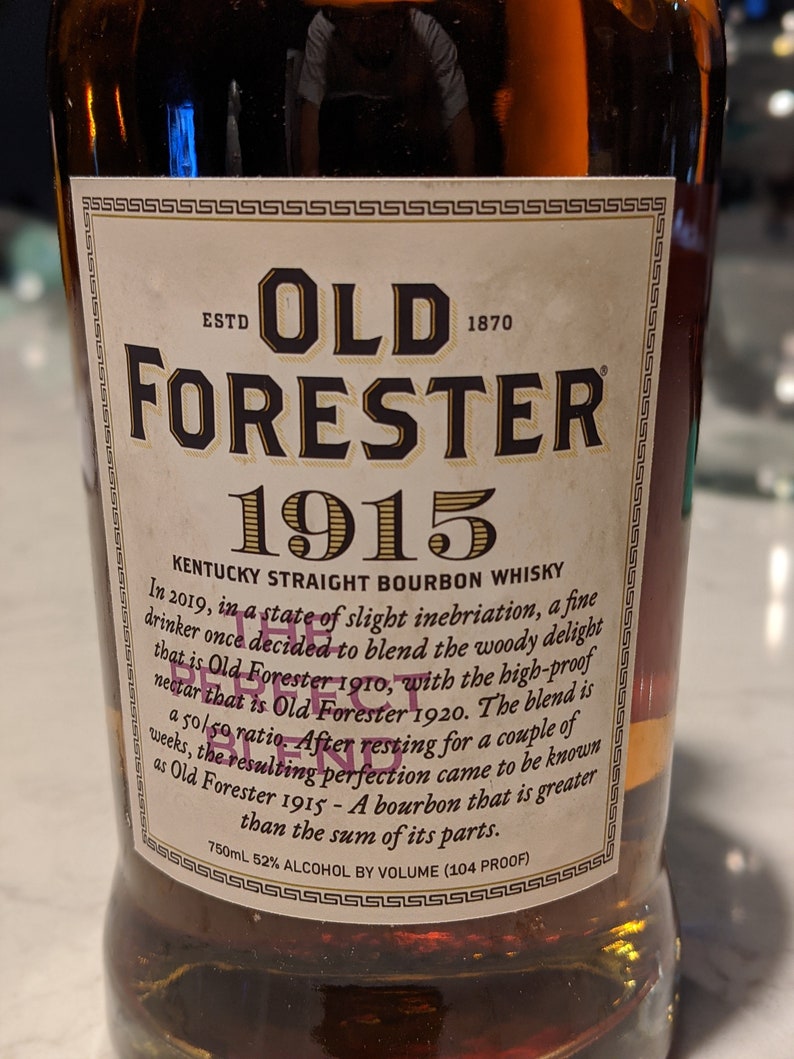 ESTD OLD 1870
FORESTER®
1915
KENTUCKY STRAIGHT BOURBON WHISKY
In 2019, in a state of slight inebriation, a fine
drinker once decided to blend the woody delight
that is Old Forester 1910, with the high-proof
nectar that is Old Forester 1920. The blend is
a 50/50 ratio. After resting for a couple of
weeks, the resulting perfection came to be known
as Old Forester 1915 - A bourbon that is greater
than the sum of its parts.
THE
PERFECT
BLEND
750mL 52% ALCOHOL BY VOLUME (104 PROOF)